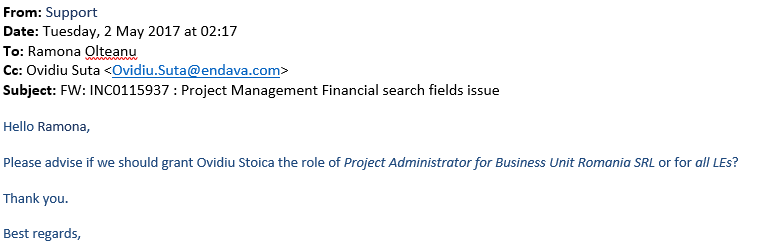 From: Support
Date: Tuesday, 2 May 2017 at 02:17
To: Ramona Olteanu
Cc: Ovidiu Suta <Ovidiu.Suta@endava.com>
Subject: FW: INC0115937 : Project Management Financial search fields issue
Hello Ramona,
Please advise if we should grant Ovidiu Stoica the role of Project Administrator for Business Unit Romania SRL or for all LEs?
Thank you.
Best regards,